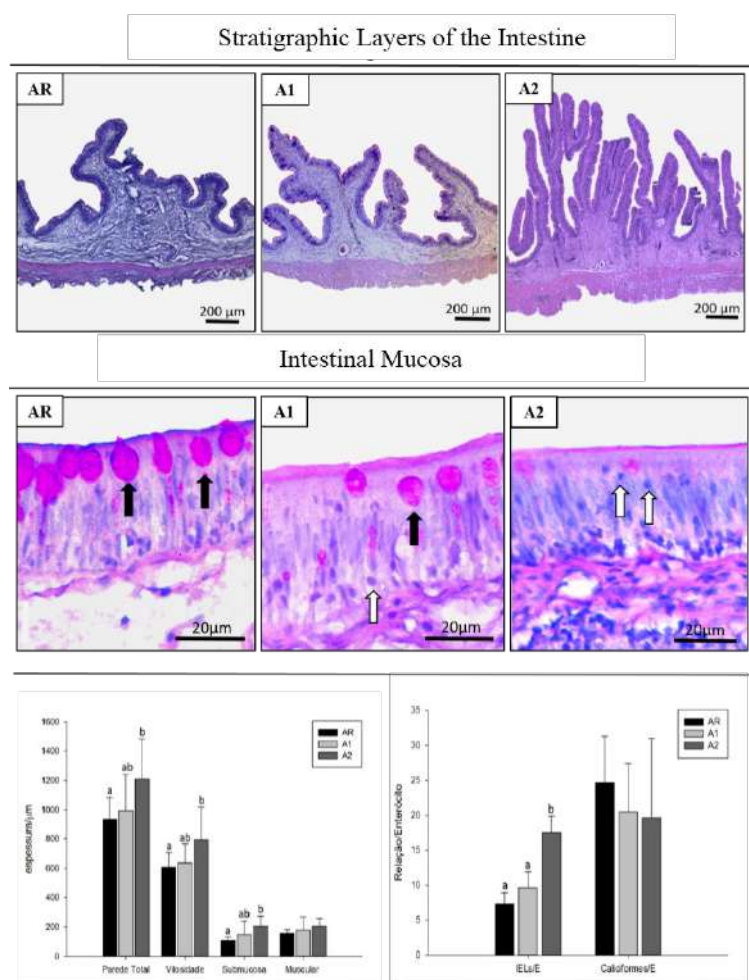 Stratigraphic Layers of the Intestine
AR
A1
A2
200 µm
200 µm
200 µm
Intestinal Mucosa
AR
A1
A2
20µm
20µm
20µm
espessura/µm
1600
1400
1200
1000
800
600
400
200
0
AR
A1
A2
a
ab
b
a
ab
b
a
ab
b
Parede Total
Vilosidade
Submucosa
Muscular
Relação/Enterócito
35
30
25
20
15
10
5
0
AR
A1
A2
a
a
b
IELs/E
Caliciformes/E